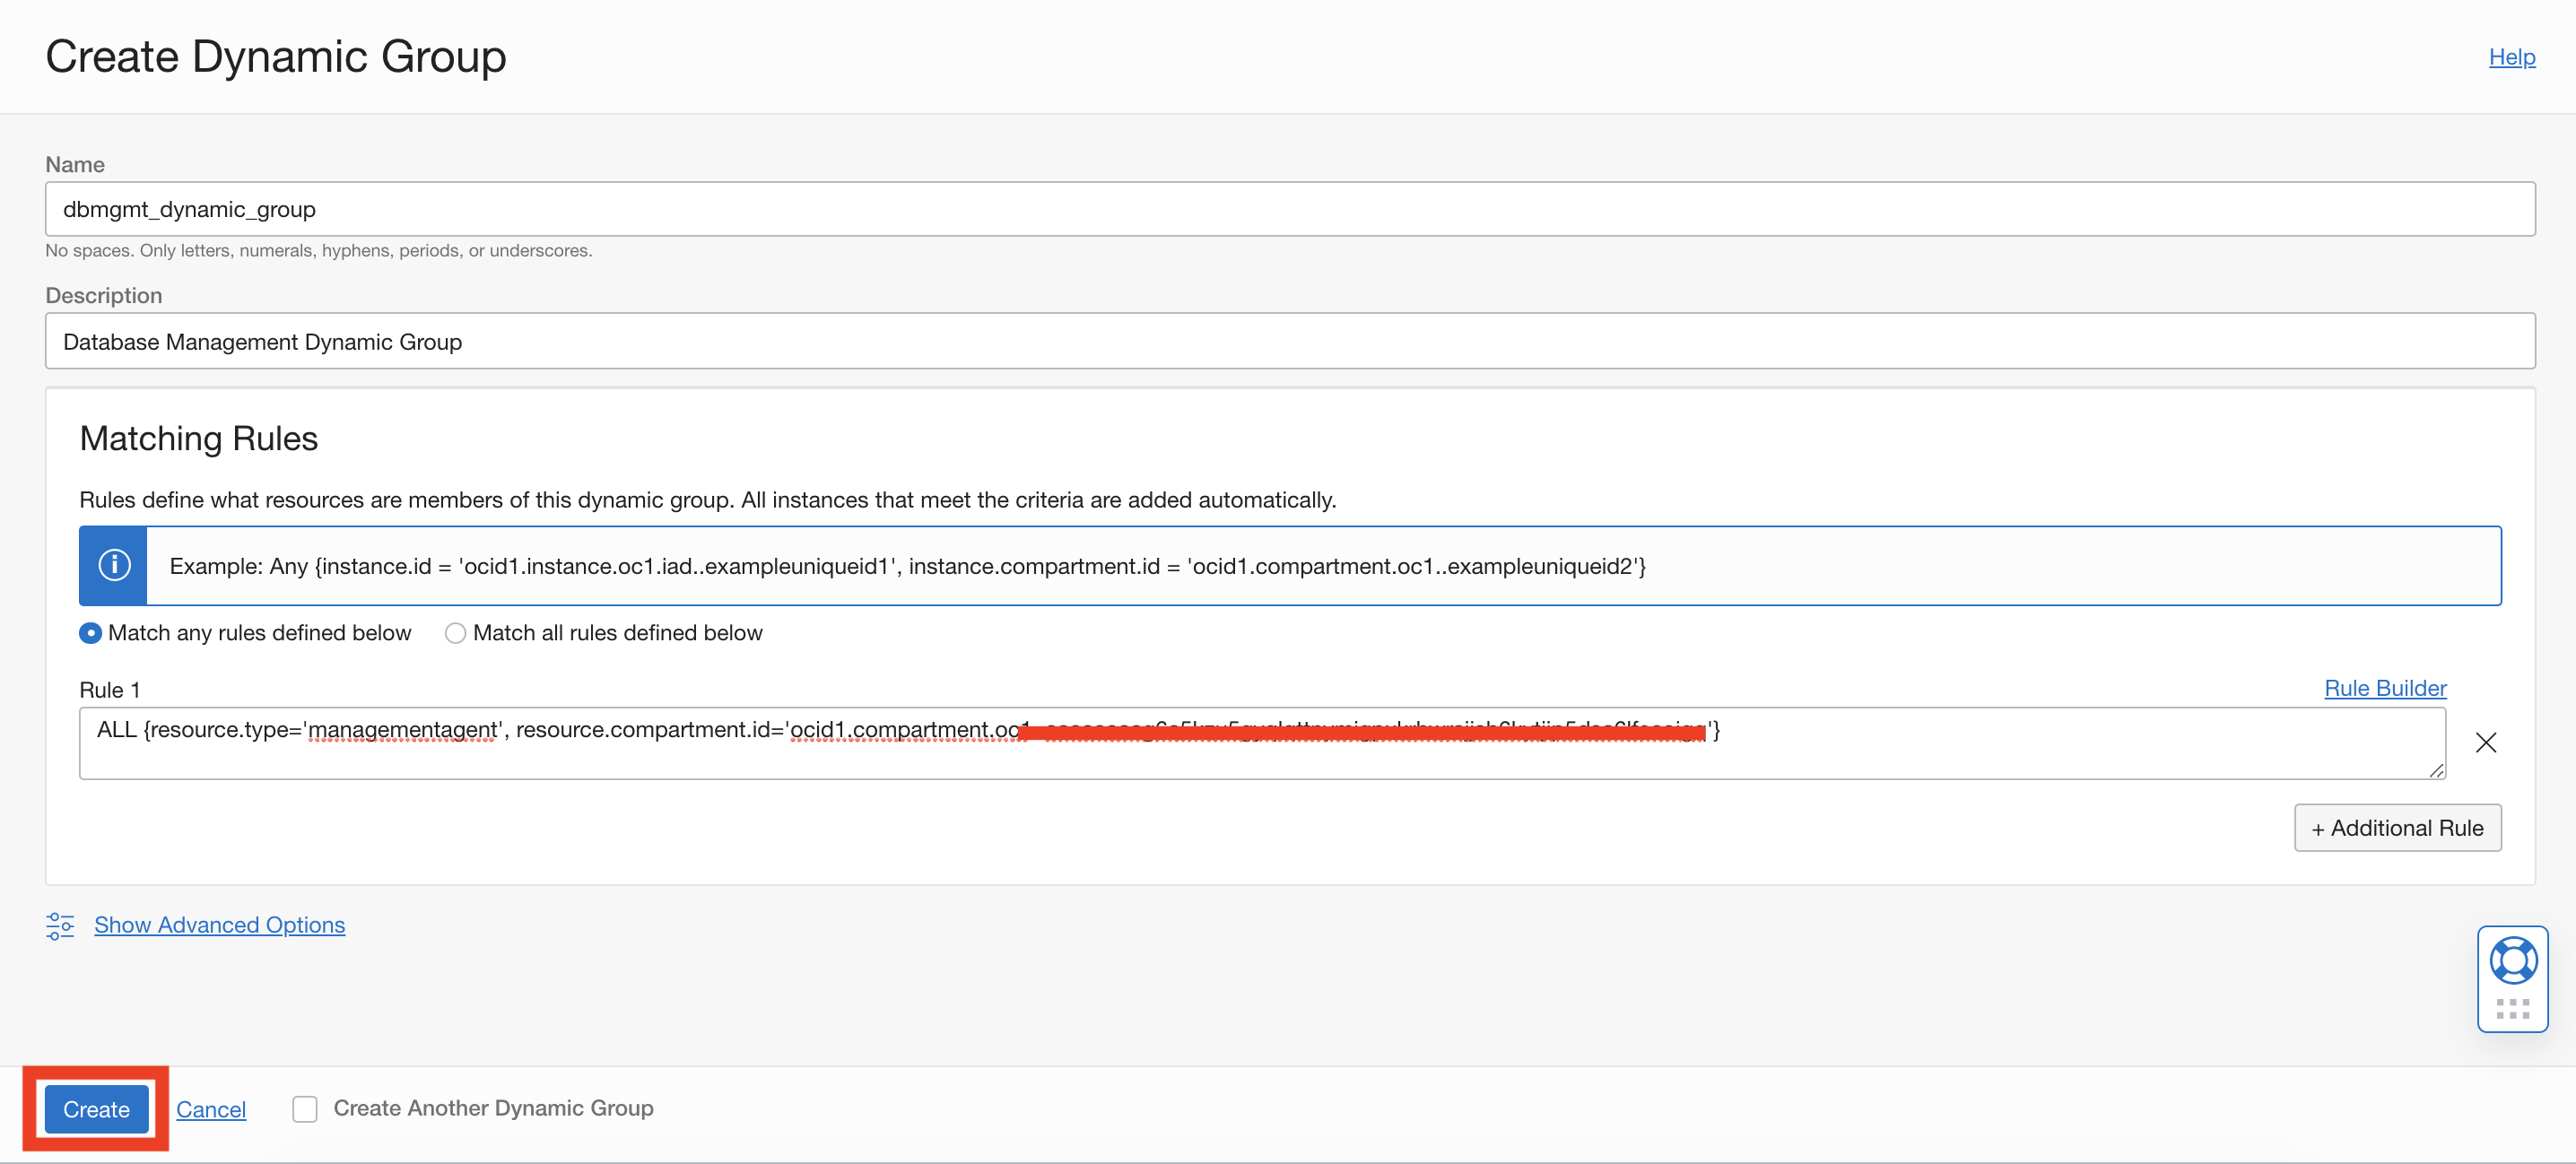 Create Dynamic Group
Help
Name
dbmgmt_dynamic_group
No spaces. Only letters, numerals, hyphens, periods, or underscores.
Description
Database Management Dynamic Group
Matching Rules
Rules define what resources are members of this dynamic group. All instances that meet the criteria are added automatically.
Example: Any {instance.id = 'ocid1.instance.oc1.iad..exampleuniqueid1', instance.compartment.id = 'ocid1.compartment.oc1..exampleuniqueid2'}
Match any rules defined below Match all rules defined below
Rule 1 Rule Builder
ALL {resource.type='managementagent', resource.compartment.id='ocid1.compartment.oc '}
+ Additional Rule
Show Advanced Options
Create Cancel Create Another Dynamic Group